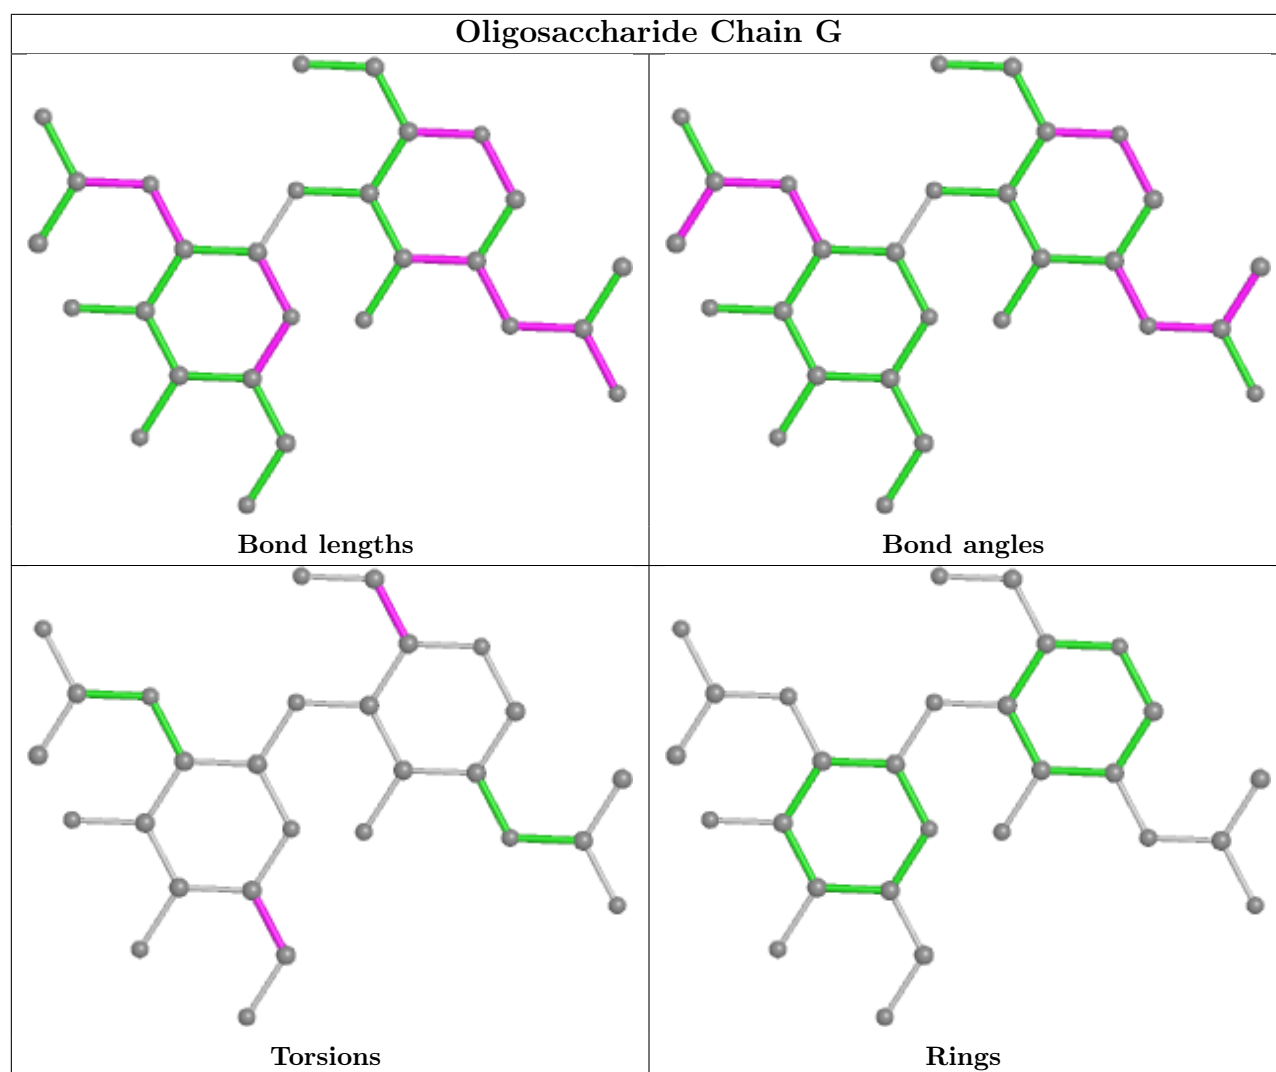 Oligosaccharide Chain G
Bond lengths
Bond angles
Torsions
Rings